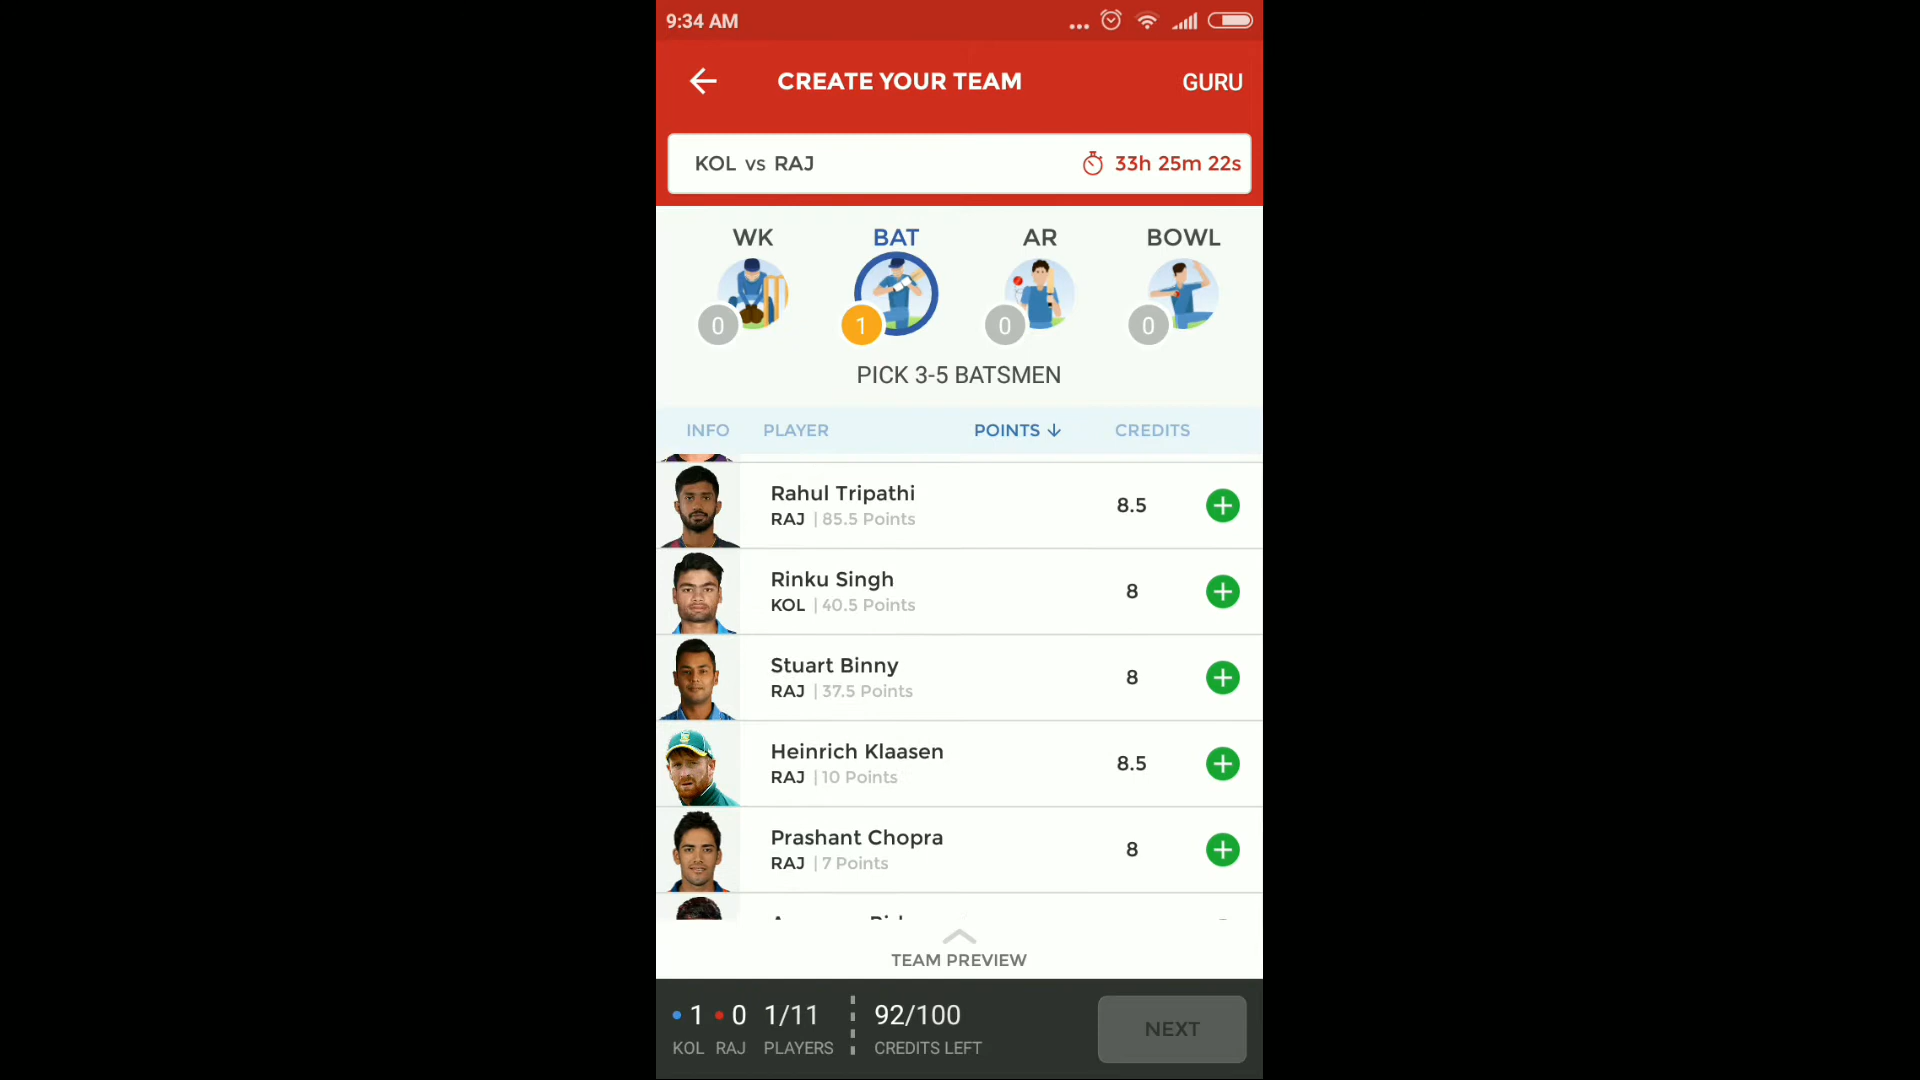 9:34 AM
CREATE YOUR TEAM
GURU
KOL vs RAJ
33h 25m 22s
WK
BAT
AR
BOWL
0
1
0
0
PICK 3-5 BATSMEN
INFO
PLAYER
POINTS
CREDITS
Rahul Tripathi
RAJ | 85.5 Points
8.5
Rinku Singh
KOL | 40.5 Points
8
Stuart Binny
RAJ | 37.5 Points
8
Heinrich Klaasen
RAJ | 10 Points
8.5
Prashant Chopra
RAJ | 7 Points
8
TEAM PREVIEW
1 0 1/11 92/100
KOL RAJ PLAYERS CREDITS LEFT
NEXT